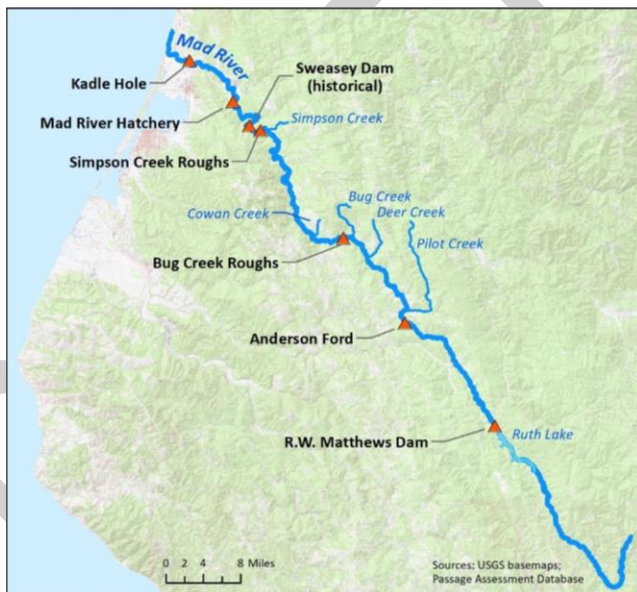 Mad River
Kadle Hole
Sweasey Dam
(historical)
Mad River Hatchery
Simpson Creek
Simpson Creek Roughs
Bug Creek
Cowan Creek
Deer Creek
Pilot Creek
Bug Creek Roughs
Anderson Ford
R.W. Matthews Dam
Ruth Lake
0 2 4 8 Miles
Sources: USGS basemaps;
Passage Assessment Database